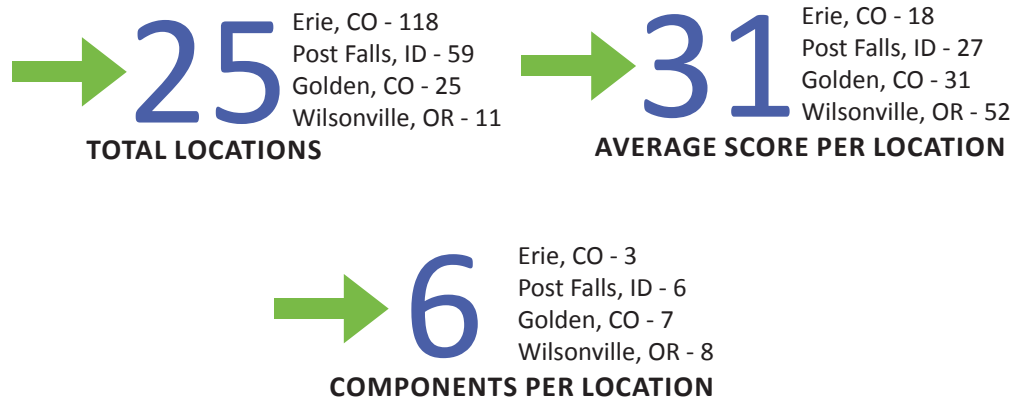 25
Erie, CO - 118
Post Falls, ID - 59
Golden, CO - 25
Wilsonville, OR - 11
TOTAL LOCATIONS
31
Erie, CO - 18
Post Falls, ID - 27
Golden, CO - 31
Wilsonville, OR - 52
AVERAGE SCORE PER LOCATION
6
Erie, CO - 3
Post Falls, ID - 6
Golden, CO - 7
Wilsonville, OR - 8
COMPONENTS PER LOCATION